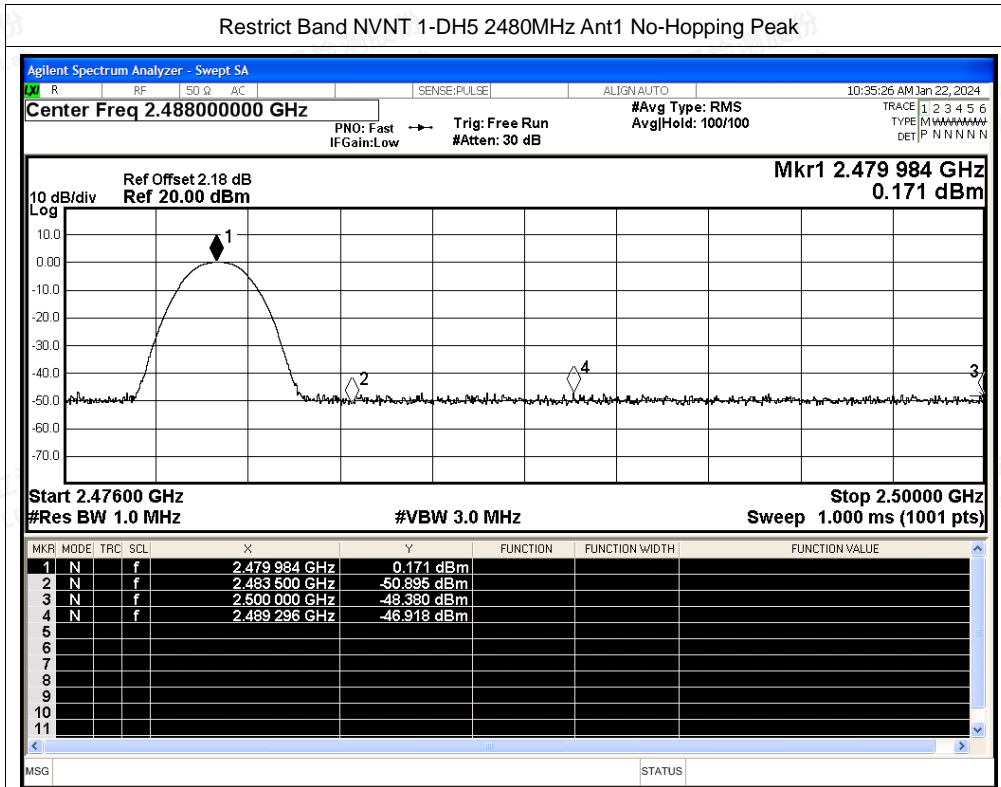 Restrict Band NVNT 1-DH5 2480MHz Ant1 No-Hopping Peak
Agilent Spectrum Analyzer - Swept SA
LXI R RF 50 Ω AC SENSE:PULSE ALIGN AUTO 10:35:26 AM Jan 22, 2024
Center Freq 2.488000000 GHz #Avg Type: RMS TRACE 1 2 3 4 5 6
PNO: Fast Trig: Free Run Avg|Hold: 100/100 TYPE M WWWWW
IFGain:Low #Atten: 30 dB DET P N N N N N
Mkr1 2.479 984 GHz
Ref Offset 2.18 dB
10 dB/div Ref 20.00 dBm 0.171 dBm
Log
10.0
0.00
-10.0
-20.0
-30.0
-40.0
-50.0
-60.0
-70.0
1
2
4
3
Start 2.47600 GHz Stop 2.50000 GHz
#Res BW 1.0 MHz #VBW 3.0 MHz Sweep 1.000 ms (1001 pts)
MKR MODE TRC SCL X Y FUNCTION FUNCTION WIDTH FUNCTION VALUE
1 N f 2.479 984 GHz 0.171 dBm
2 N f 2.483 500 GHz -50.895 dBm
3 N f 2.500 000 GHz -48.380 dBm
4 N f 2.489 296 GHz -46.918 dBm
5
6
7
8
9
10
11
MSG STATUS